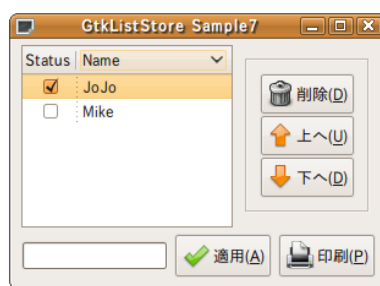 GtkListStore Sample7
Status Name
JoJo
Mike
削除(D)
上へ(U)
下へ(D)
適用(A) 印刷(P)